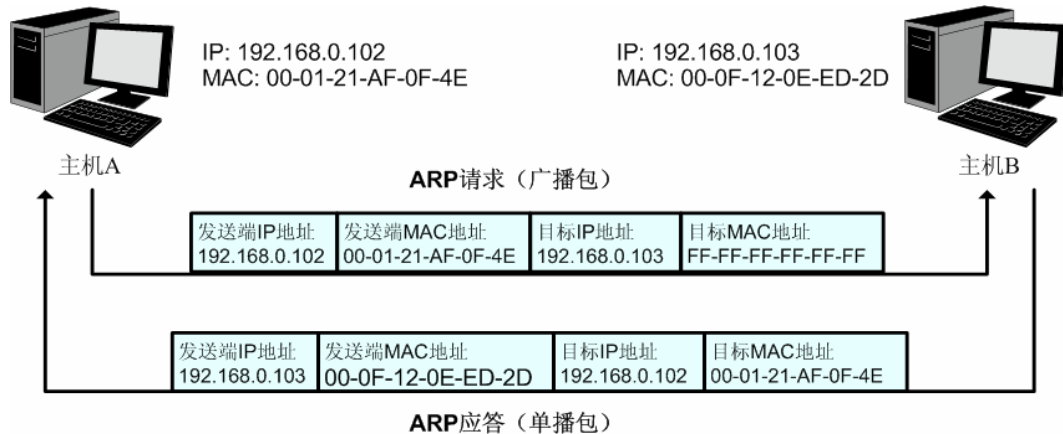 IP: 192.168.0.102
MAC: 00-01-21-AF-0F-4E
IP: 192.168.0.103
MAC: 00-0F-12-0E-ED-2D
主机A
主机B
ARP请求（广播包）
发送端IP地址
192.168.0.102
发送端MAC地址
00-01-21-AF-0F-4E
目标IP地址
192.168.0.103
目标MAC地址
FF-FF-FF-FF-FF-FF
发送端IP地址
192.168.0.103
发送端MAC地址
00-0F-12-0E-ED-2D
目标IP地址
192.168.0.102
目标MAC地址
00-01-21-AF-0F-4E
ARP应答（单播包）